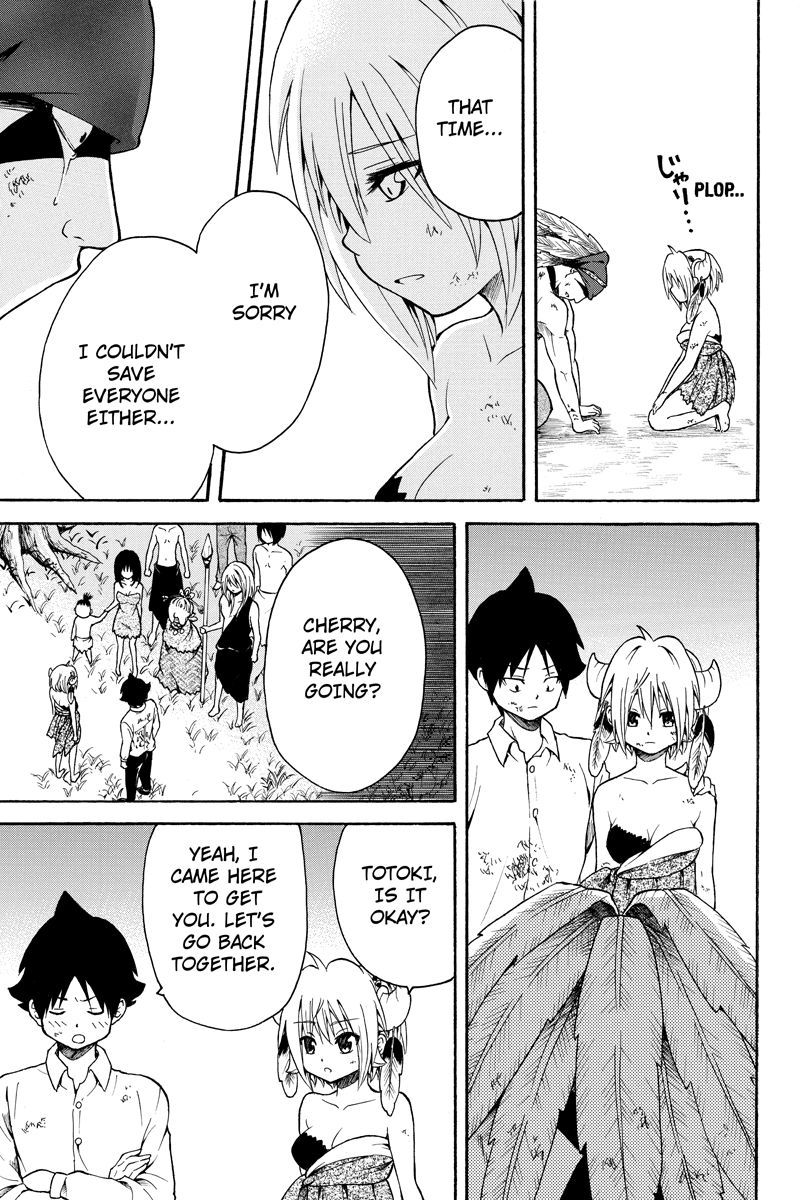 じゃり…
PLOP...
THAT
TIME...
I'M
SORRY
I COULDN'T
SAVE
EVERYONE
EITHER...
CHERRY,
ARE YOU
REALLY
GOING?
TOTOKI,
IS IT
OKAY?
YEAH, I
CAME HERE
TO GET
YOU. LET'S
GO BACK
TOGETHER.